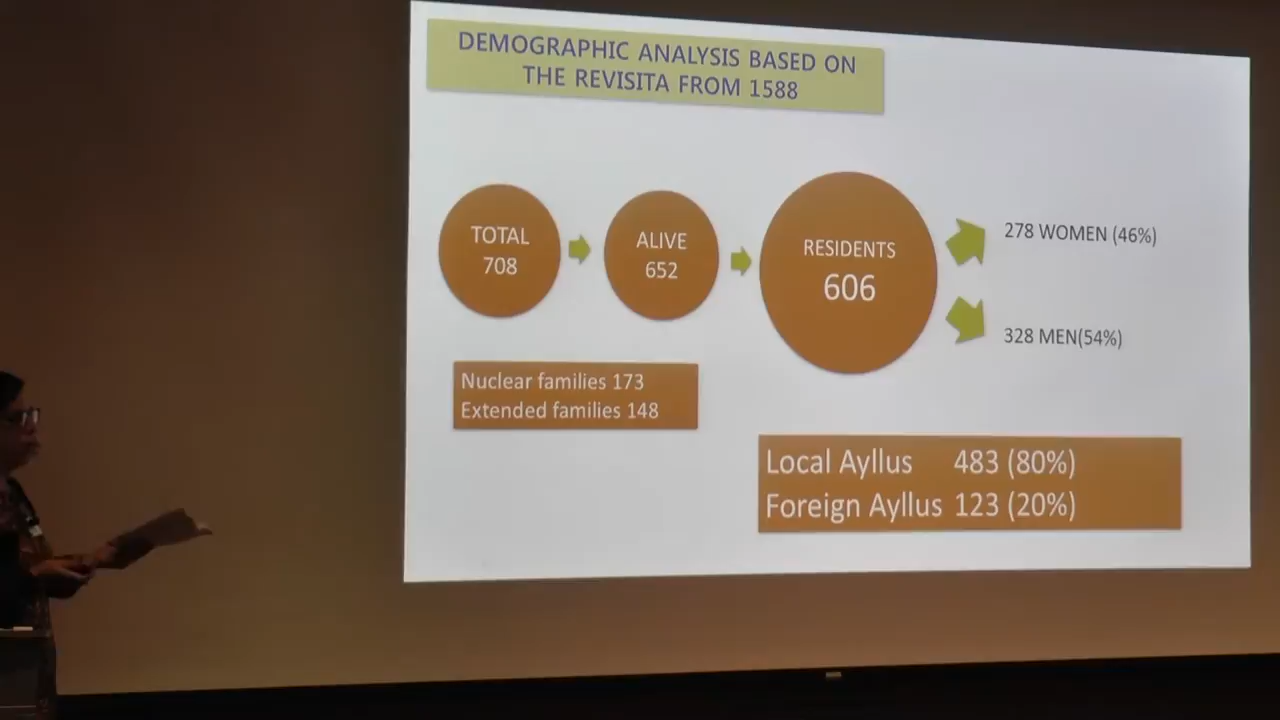 DEMOGRAPHIC ANALYSIS BASED ON
THE REVISITA FROM 1588
TOTAL
708
ALIVE
652
RESIDENTS
606
278 WOMEN (46%)
328 MEN(54%)
Nuclear families 173
Extended families 148
Local Ayllus 483 (80%)
Foreign Ayllus 123 (20%)